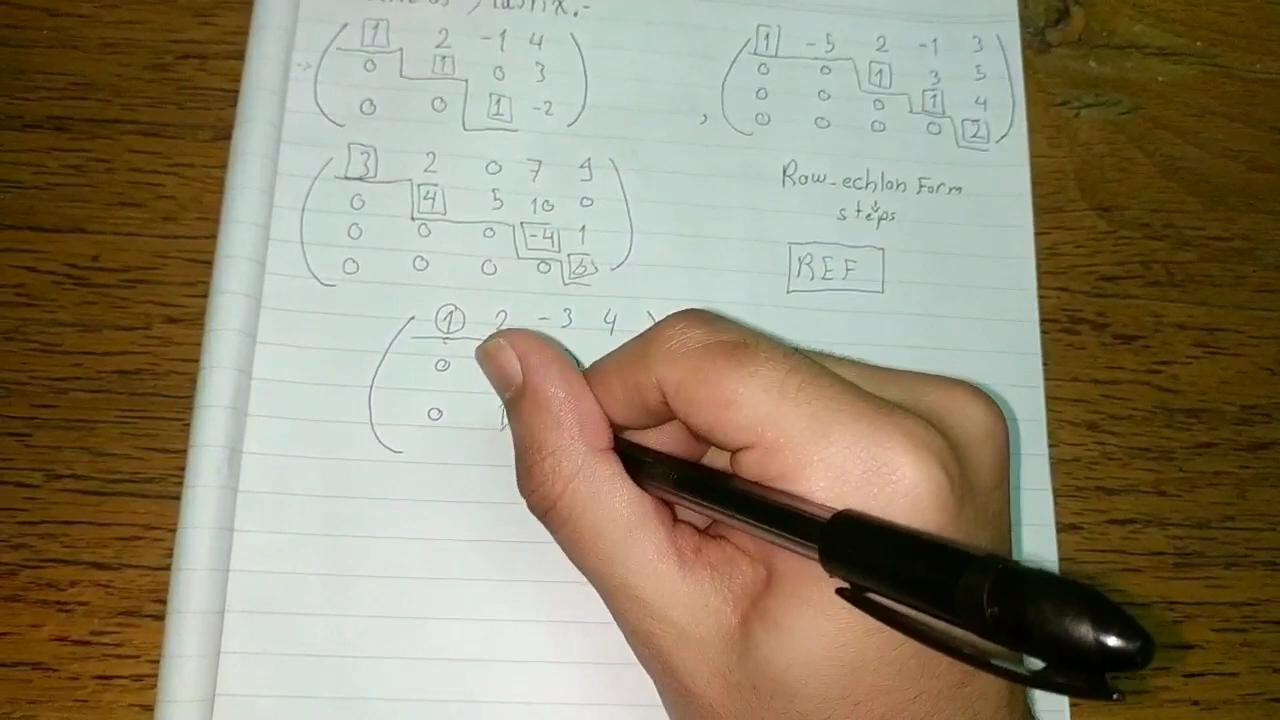 1 2 -1 4
0 1 0 3
0 0 1 -2
, 1 -5 2 -1 3
0 0 1 3 5
0 0 0 1 4
0 0 0 0 2
3 2 0 7 9
0 4 5 10 0
0 0 0 -4 1
0 0 0 0 6
Row-echlon Form
steps
REF
1 2 -3 4
0
0